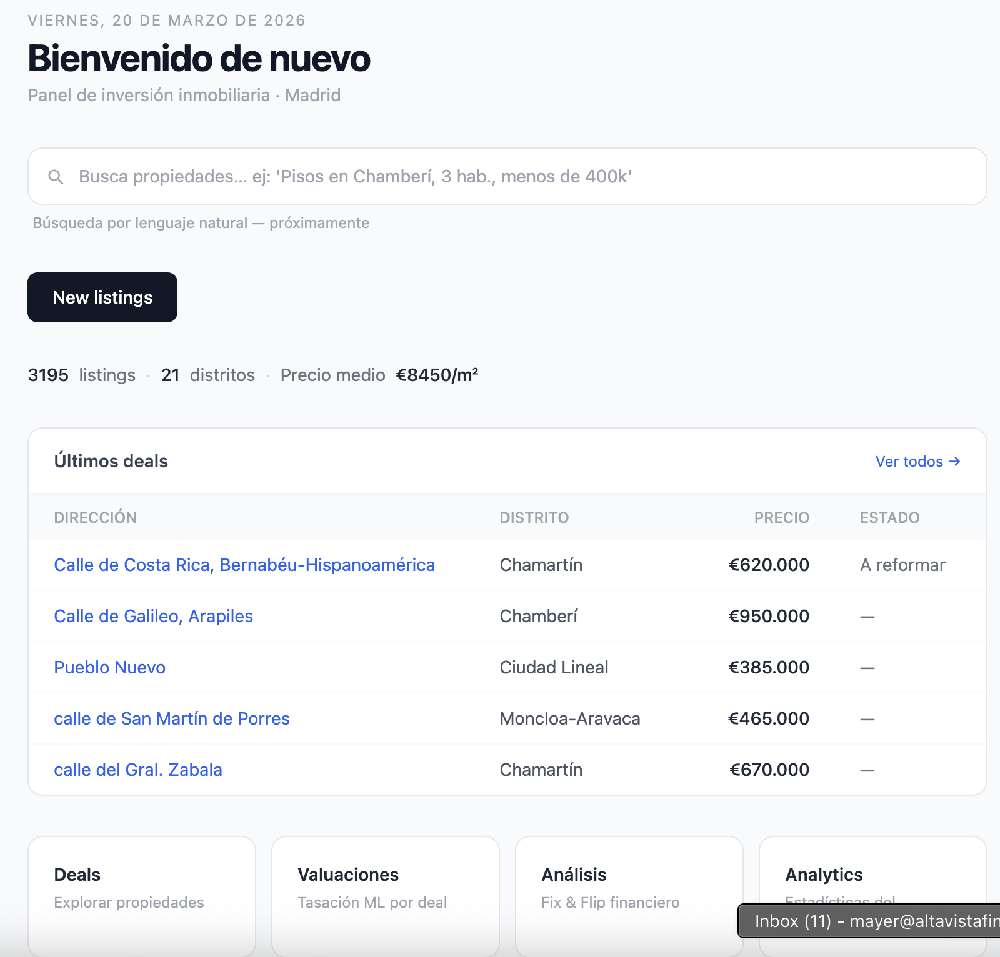 VIERNES, 20 DE MARZO DE 2026
Bienvenido de nuevo
Panel de inversión inmobiliaria · Madrid
Busca propiedades... ej: 'Pisos en Chamberí, 3 hab., menos de 400k'
Búsqueda por lenguaje natural — próximamente
New listings
3195 listings · 21 distritos · Precio medio €8450/m²
Últimos deals Ver todos →
DIRECCIÓN DISTRITO PRECIO ESTADO
Calle de Costa Rica, Bernabéu-Hispanoamérica Chamartín €620.000 A reformar
Calle de Galileo, Arapiles Chamberí €950.000 —
Pueblo Nuevo Ciudad Lineal €385.000 —
calle de San Martín de Porres Moncloa-Aravaca €465.000 —
calle del Gral. Zabala Chamartín €670.000 —
Deals Valuaciones Análisis Analytics
Explorar propiedades Tasación ML por deal Fix & Flip financiero Estadísticas del
Inbox (11) - mayer@altavistafin